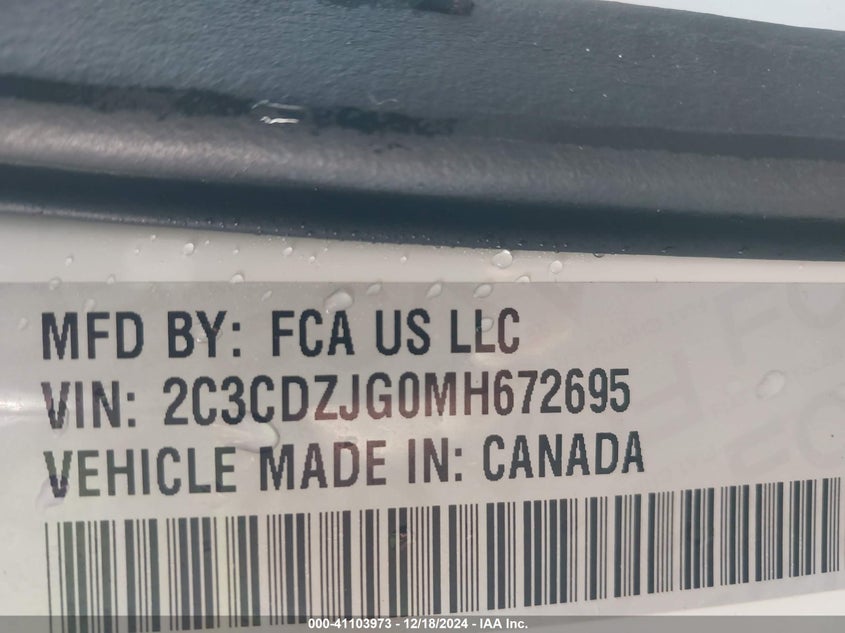 MFD BY: FCA US LLC
VIN: 2C3CDZJG0MH672695
VEHICLE MADE IN: CANADA
000-41103973 - 12/18/2024 - IAA Inc.